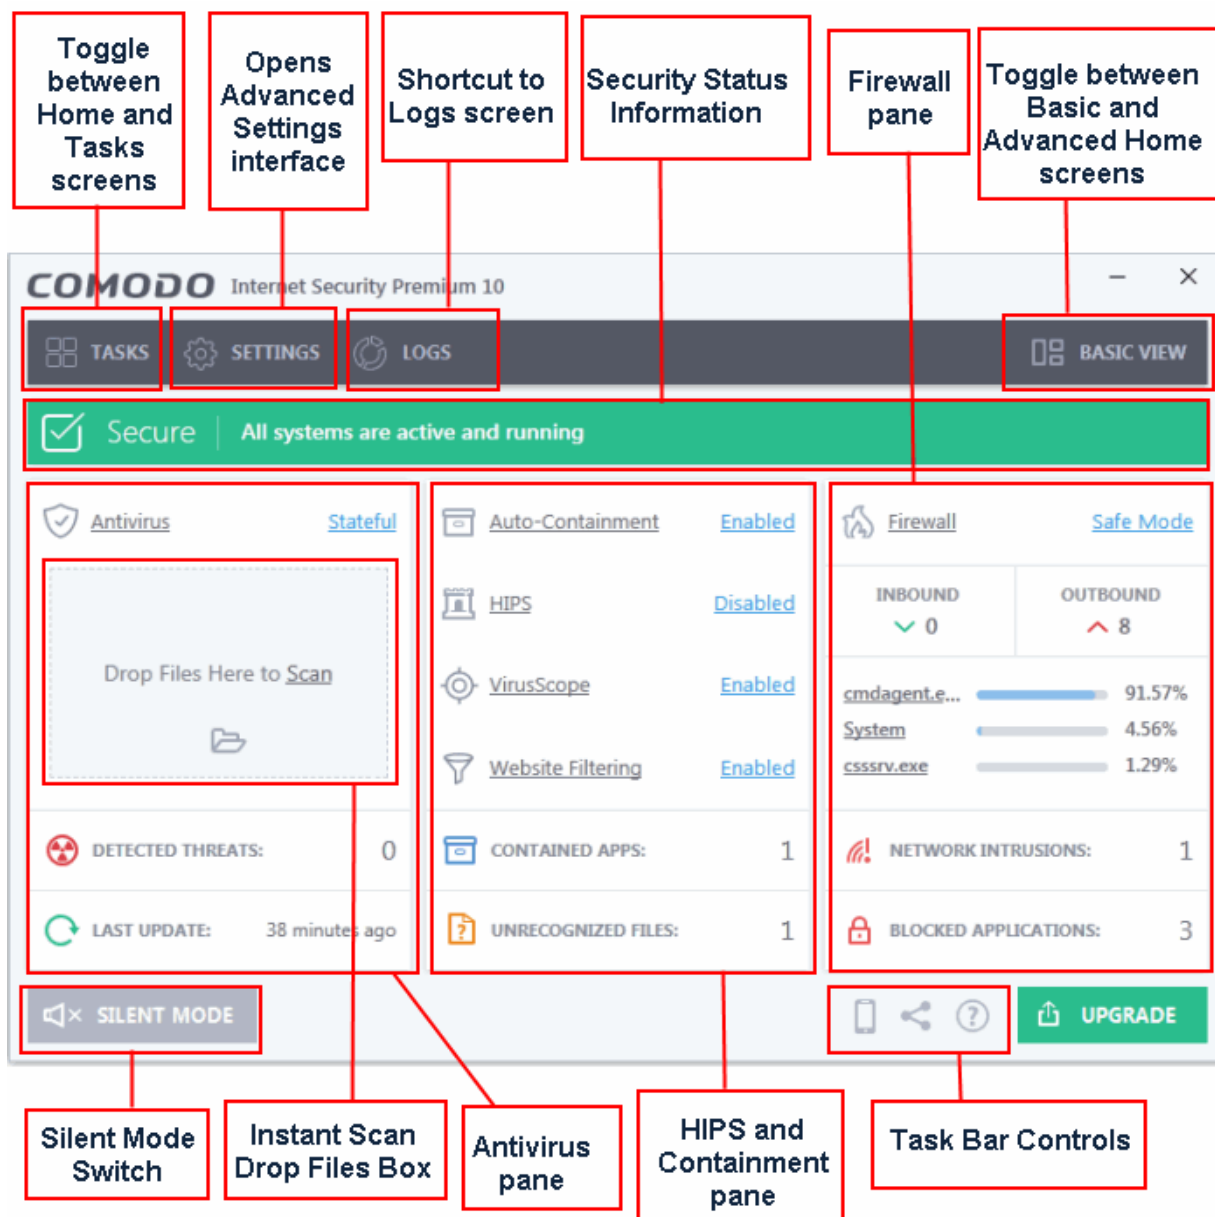 Toggle
between
Home and
Tasks
screens
Opens
Advanced
Settings
interface
Shortcut to
Logs screen
Security Status
Information
Firewall
pane
Toggle between
Basic and
Advanced Home
screens
COMODO Internet Security Premium 10
TASKS SETTINGS LOGS BASIC VIEW
Secure All systems are active and running
Antivirus Stateful
Drop Files Here to Scan
DETECTED THREATS: 0
LAST UPDATE: 38 minutes ago
Auto-Containment Enabled
HIPS Disabled
VirusScope Enabled
Website Filtering Enabled
CONTAINED APPS: 1
UNRECOGNIZED FILES: 1
Firewall Safe Mode
INBOUND OUTBOUND
0 8
cmdagent.e... 91.57%
System 4.56%
csssrv.exe 1.29%
NETWORK INTRUSIONS: 1
BLOCKED APPLICATIONS: 3
SILENT MODE UPGRADE
Silent Mode
Switch
Instant Scan
Drop Files Box
Antivirus
pane
HIPS and
Containment
pane
Task Bar Controls